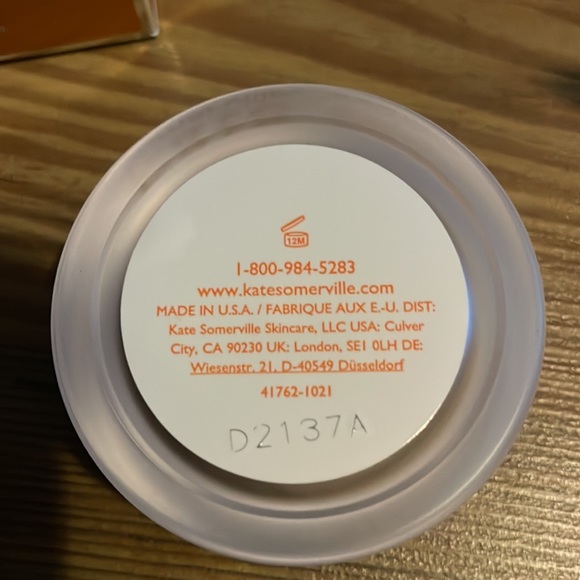 12M
1-800-984-5283
www.katesomerville.com
MADE IN U.S.A. / FABRIQUE AUX E.-U. DIST:
Kate Somerville Skincare, LLC USA: Culver
City, CA 90230 UK: London, SE1 0LH DE:
Wiesenstr. 21, D-40549 Düsseldorf
41762-1021
D2137A